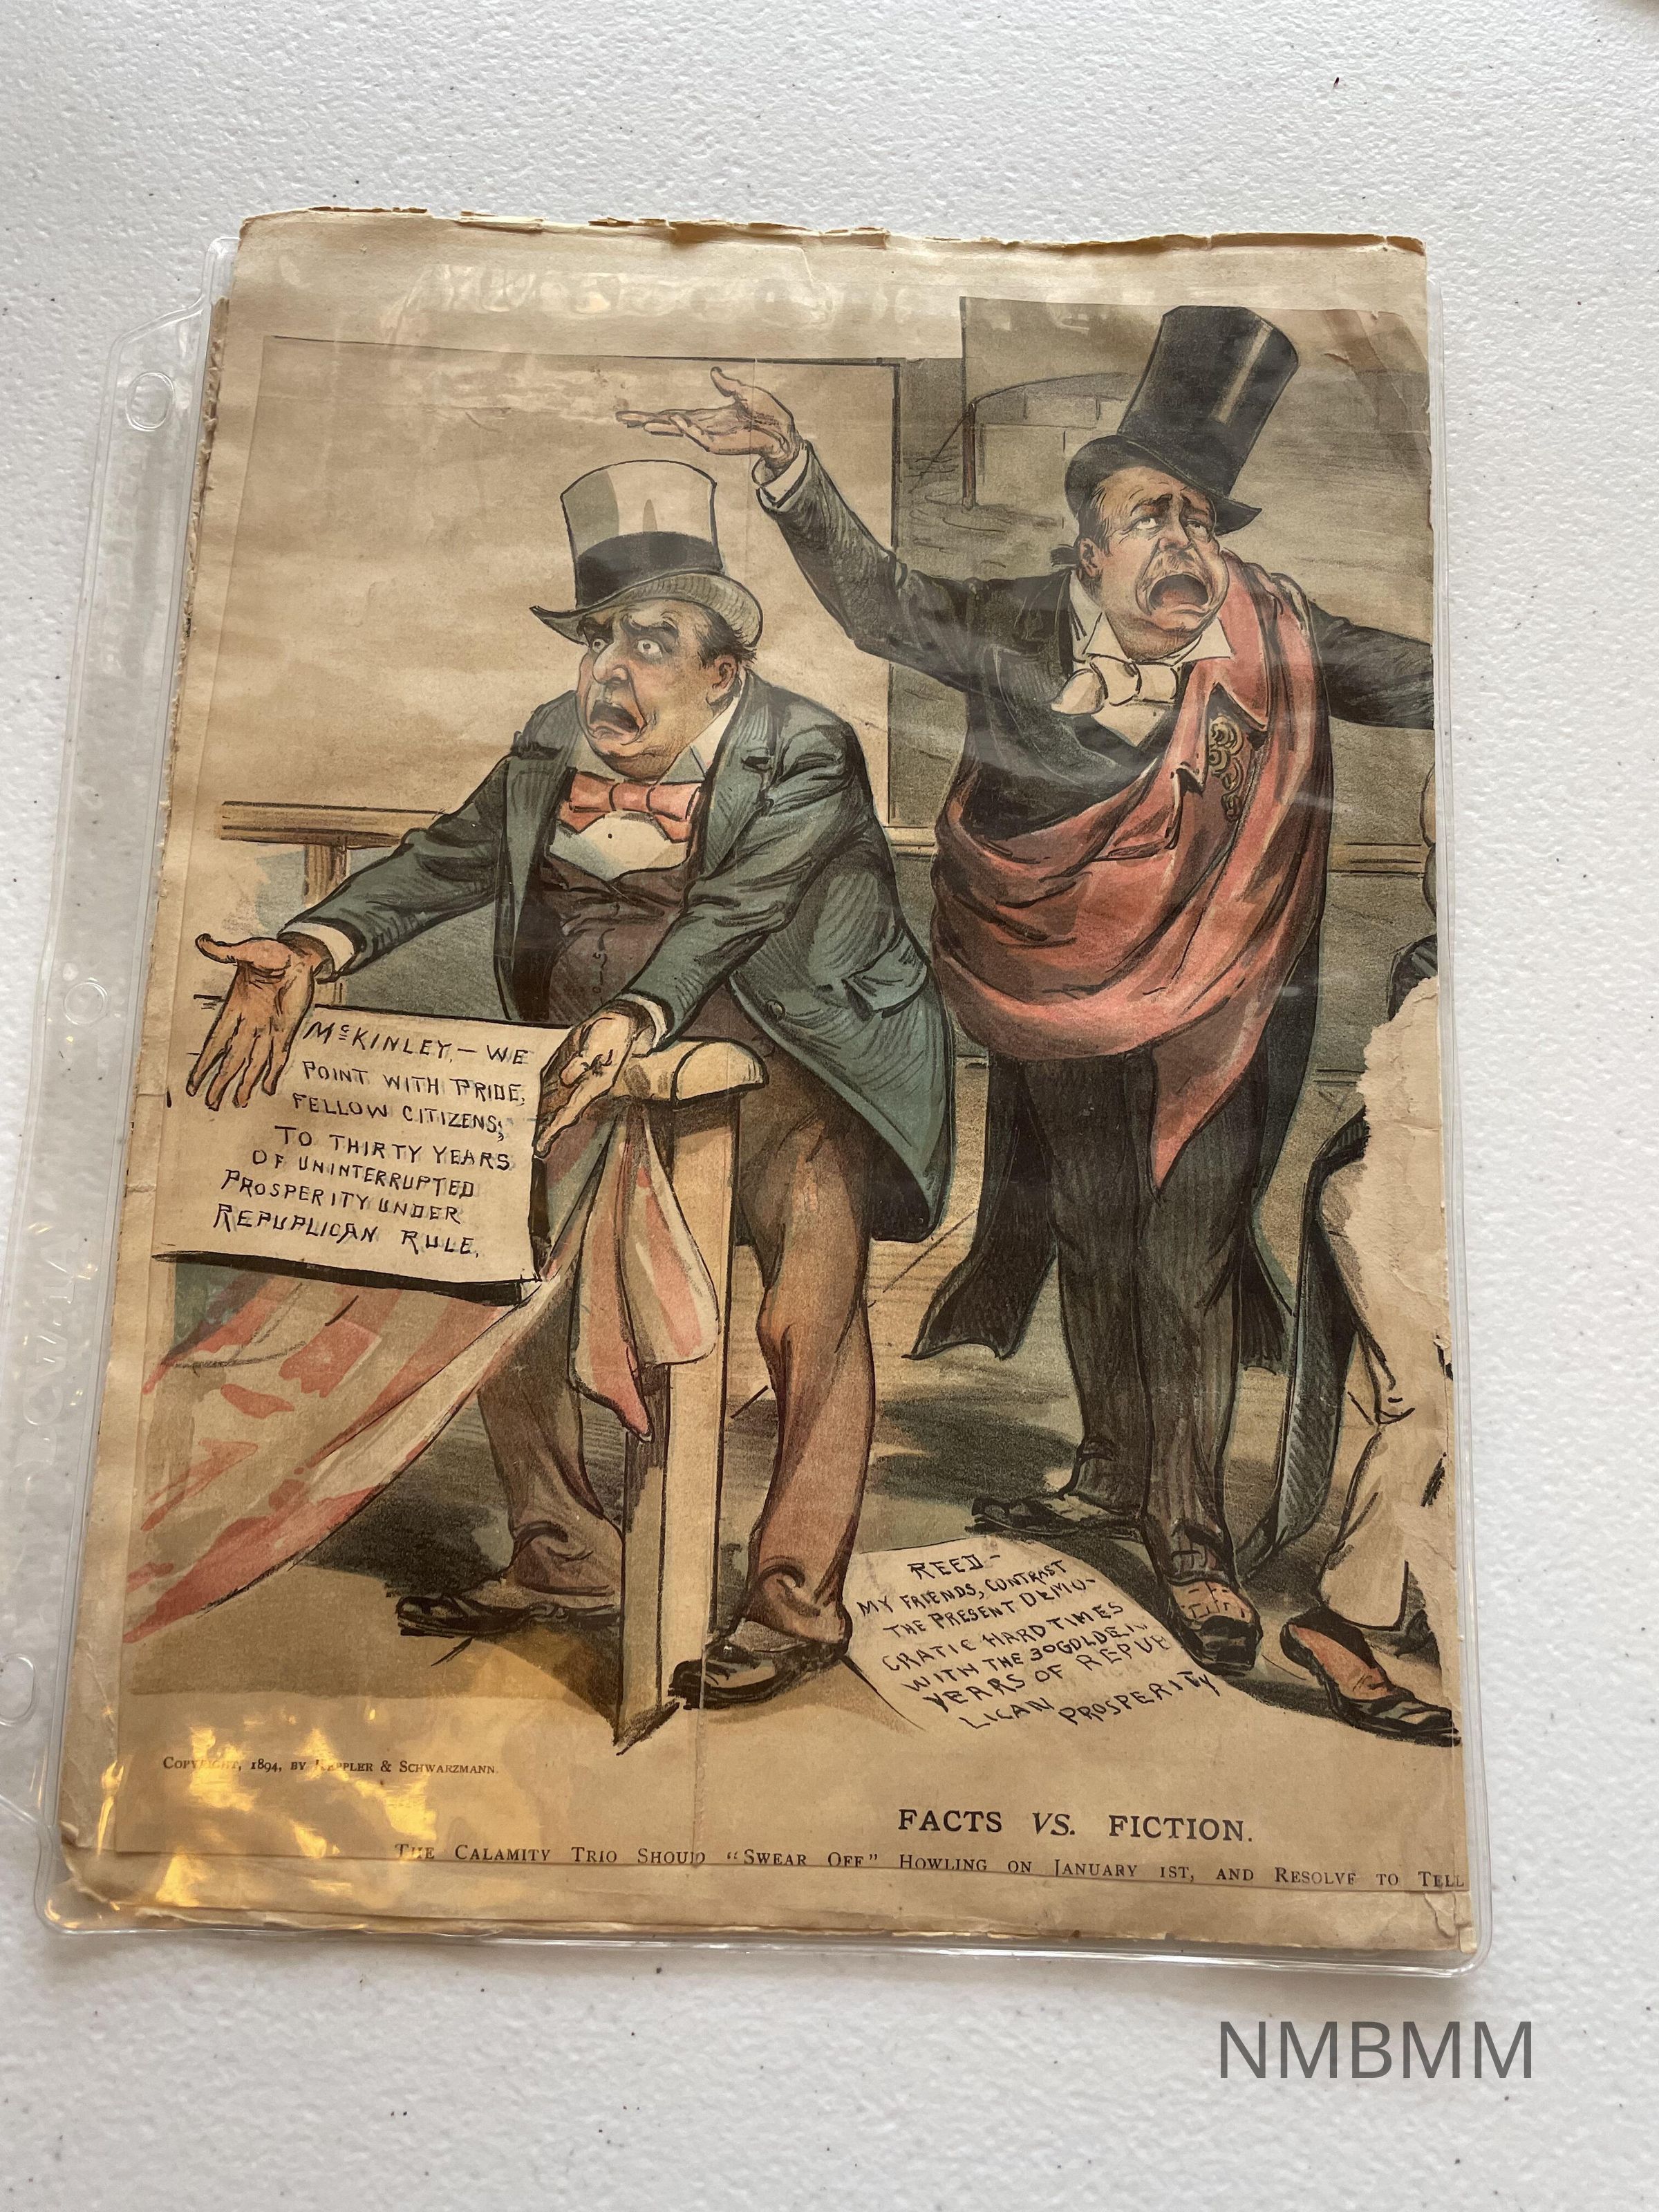 McKINLEY,— WE
POINT WITH PRIDE,
FELLOW CITIZENS,
TO THIRTY YEARS
OF UNINTERRUPTED
PROSPERITY UNDER
REPUPLICAN RULE.
REED—
MY FRIENDS, CONTRAST
THE PRESENT DEMO-
CRATIC HARD TIMES
WITH THE 30 GOLDEN
YEARS OF REPUB
LICAN PROSPERITY
COPYRIGHT, 1894, BY KEPPLER & SCHWARZMANN.
FACTS VS. FICTION.
THE CALAMITY TRIO SHOULD "SWEAR OFF" HOWLING ON JANUARY 1ST, AND RESOLVE TO TELL
NMBMM